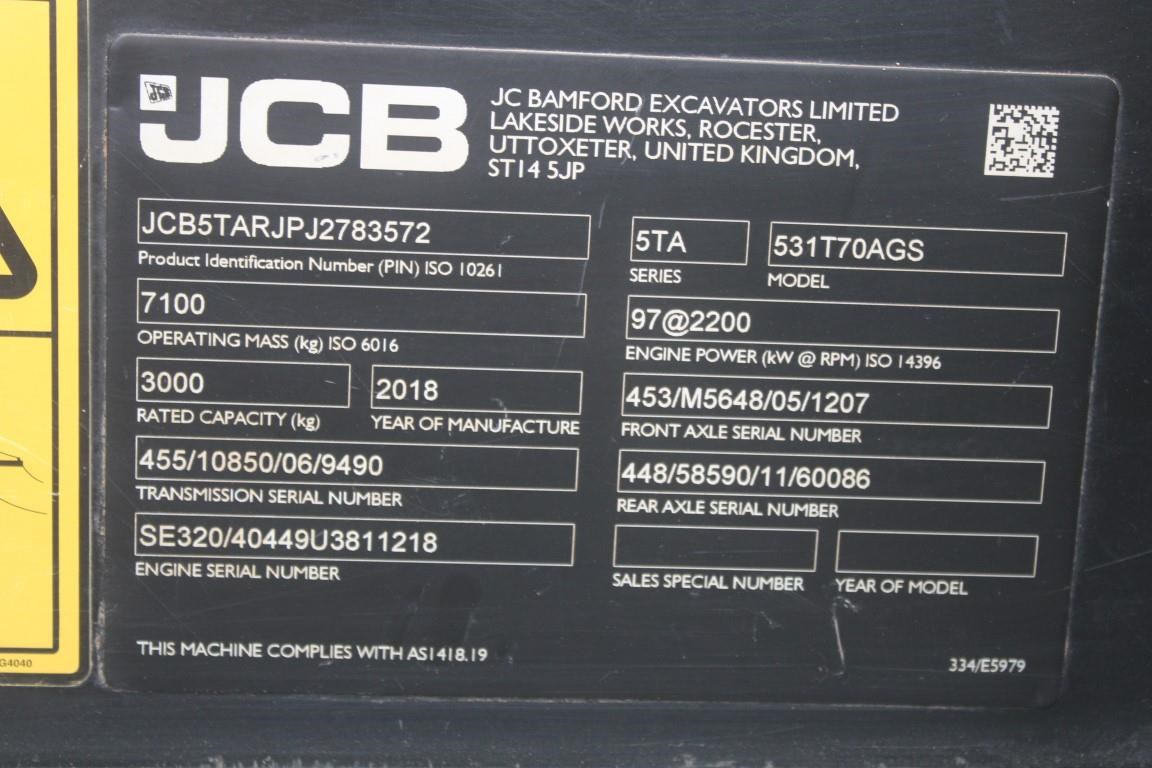 JCB
JC BAMFORD EXCAVATORS LIMITED
LAKESIDE WORKS, ROCESTER,
UTTOXETER, UNITED KINGDOM,
ST14 5JP
JCB5TARJPJ2783572
Product Identification Number (PIN) ISO 10261
5TA
SERIES
531T70AGS
MODEL
7100
OPERATING MASS (kg) ISO 6016
97@2200
ENGINE POWER (kW @ RPM) ISO 14396
3000
RATED CAPACITY (kg)
2018
YEAR OF MANUFACTURE
453/M5648/05/1207
FRONT AXLE SERIAL NUMBER
455/10850/06/9490
TRANSMISSION SERIAL NUMBER
448/58590/11/60086
REAR AXLE SERIAL NUMBER
SE320/40449U3811218
ENGINE SERIAL NUMBER
SALES SPECIAL NUMBER
YEAR OF MODEL
THIS MACHINE COMPLIES WITH AS1418.19
334/E5979
G4040